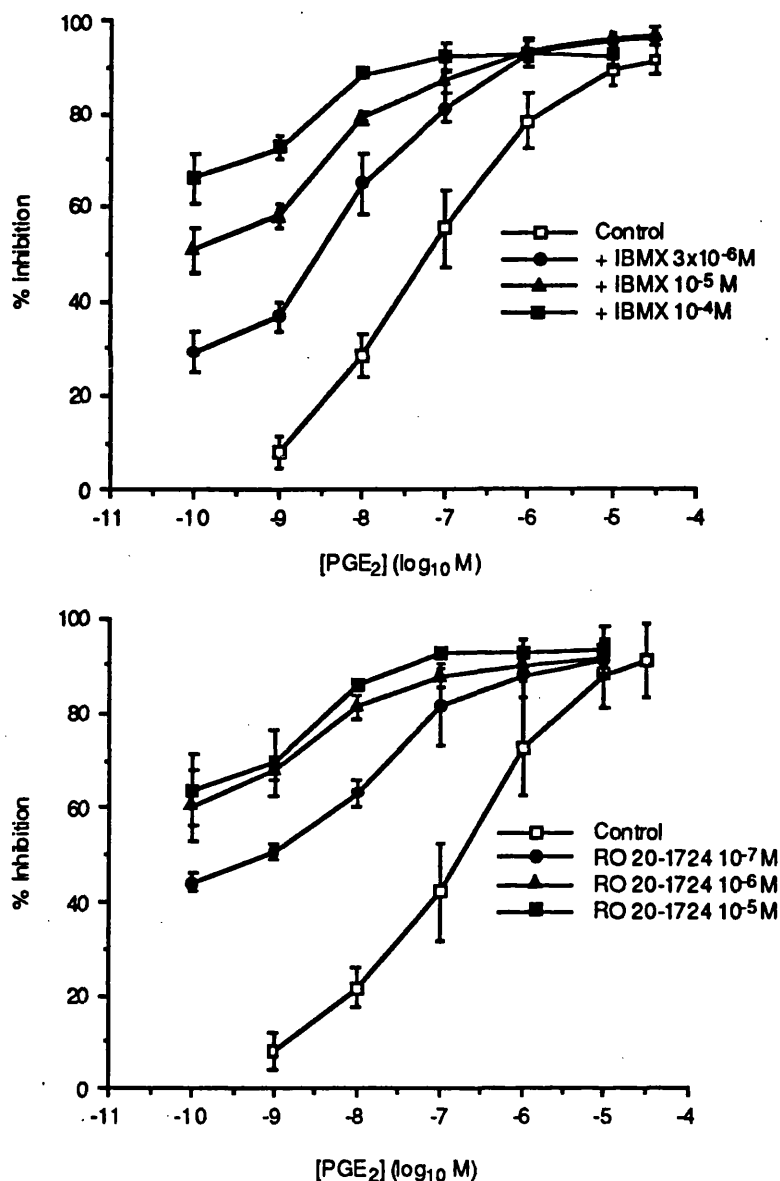 100
80
60
40
20
0
% inhibition
Control
+ IBMX 3x10⁻⁶M
+ IBMX 10⁻⁵ M
+ IBMX 10⁻⁴M
-11 -10 -9 -8 -7 -6 -5 -4
[PGE₂] (log₁₀ M)
100
80
60
40
20
0
% Inhibition
Control
RO 20-1724 10⁻⁷M
RO 20-1724 10⁻⁶M
RO 20-1724 10⁻⁵M
-11 -10 -9 -8 -7 -6 -5 -4
[PGE₂] (log₁₀ M)